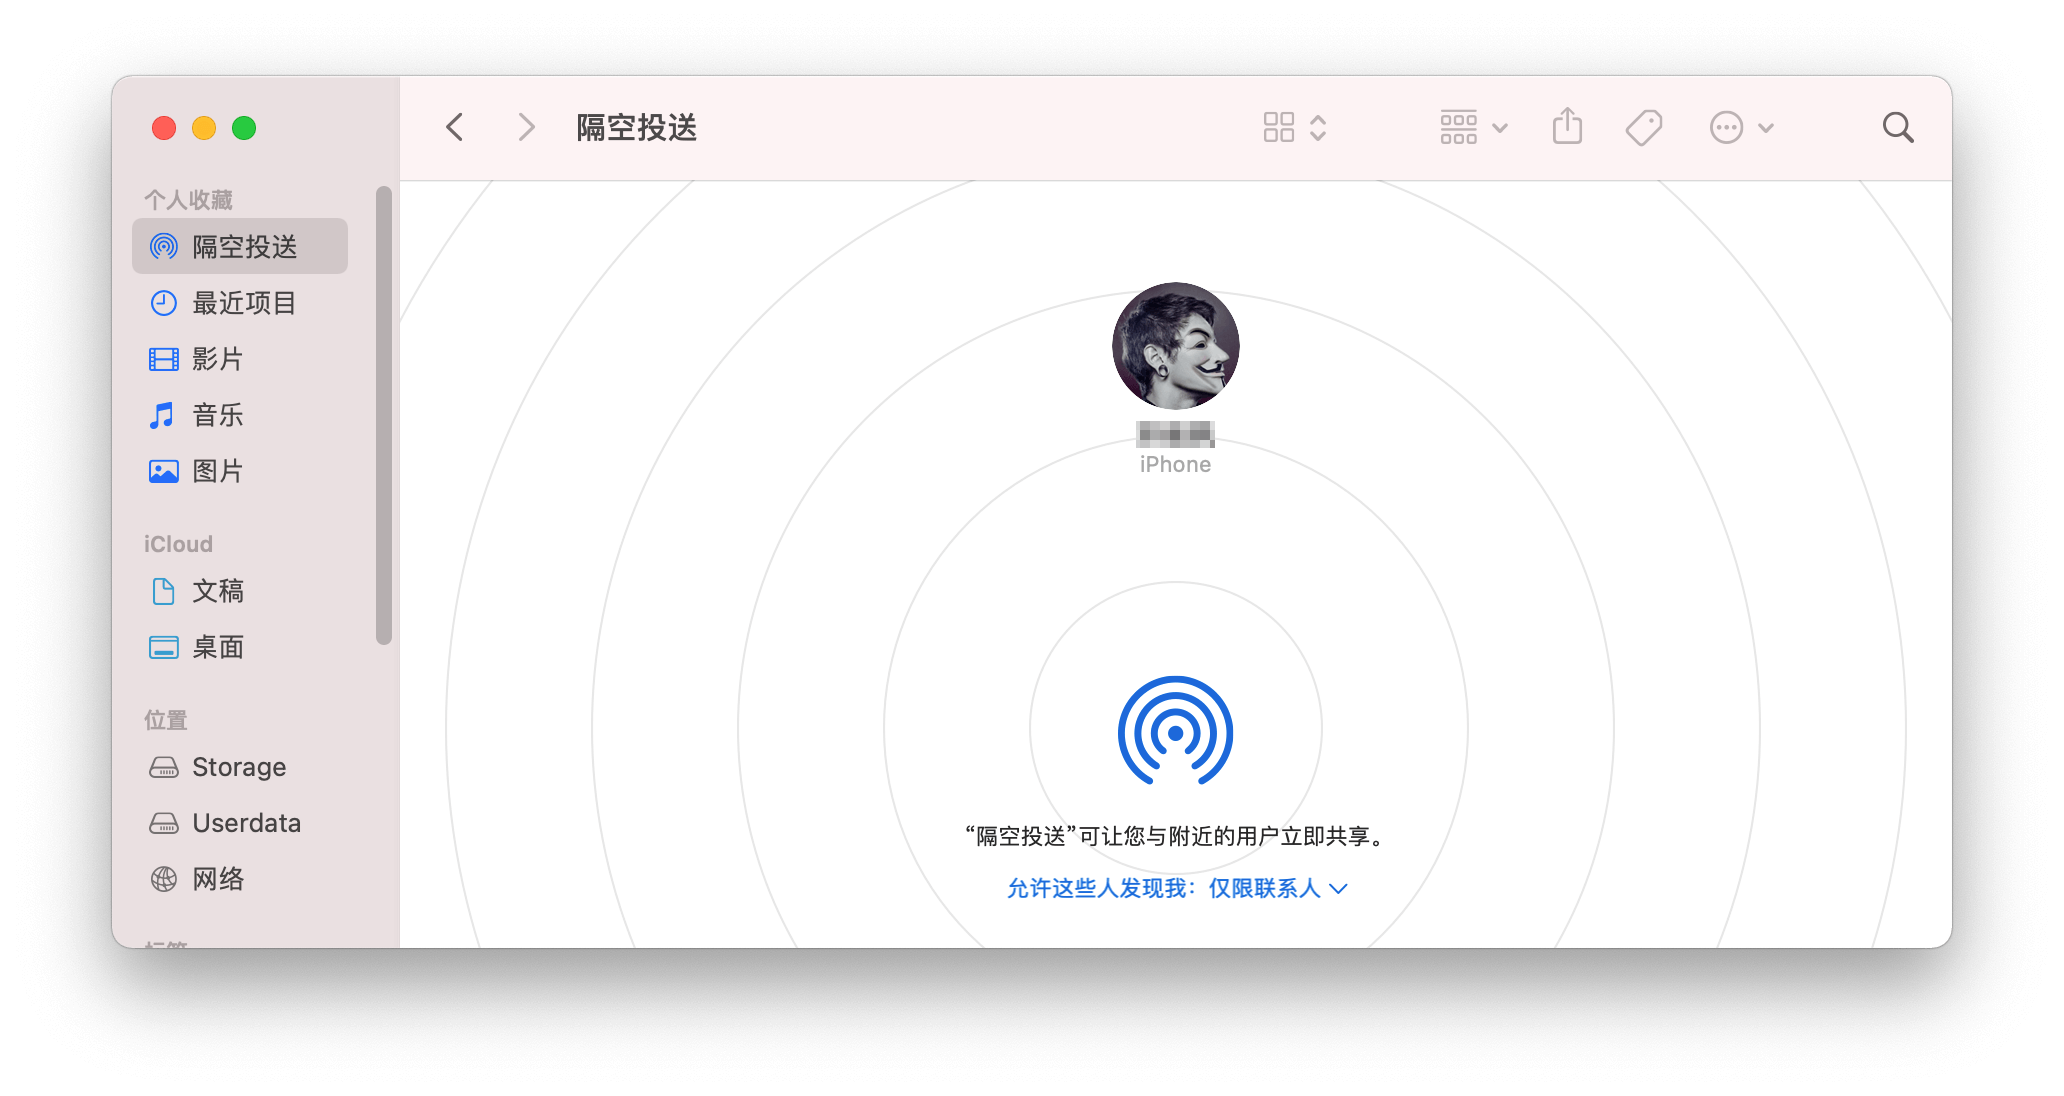 隔空投送
个人收藏
隔空投送
最近项目
影片
音乐
图片
iCloud
文稿
桌面
位置
Storage
Userdata
网络
iPhone
“隔空投送”可让您与附近的用户立即共享。
允许这些人发现我：仅限联系人